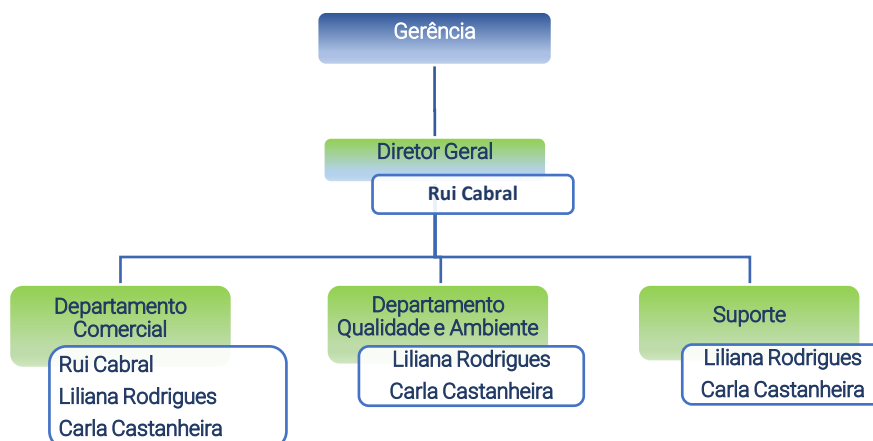 Gerência
Diretor Geral
Rui Cabral
Departamento
Comercial
Rui Cabral
Liliana Rodrigues
Carla Castanheira
Departamento
Qualidade e Ambiente
Liliana Rodrigues
Carla Castanheira
Suporte
Liliana Rodrigues
Carla Castanheira